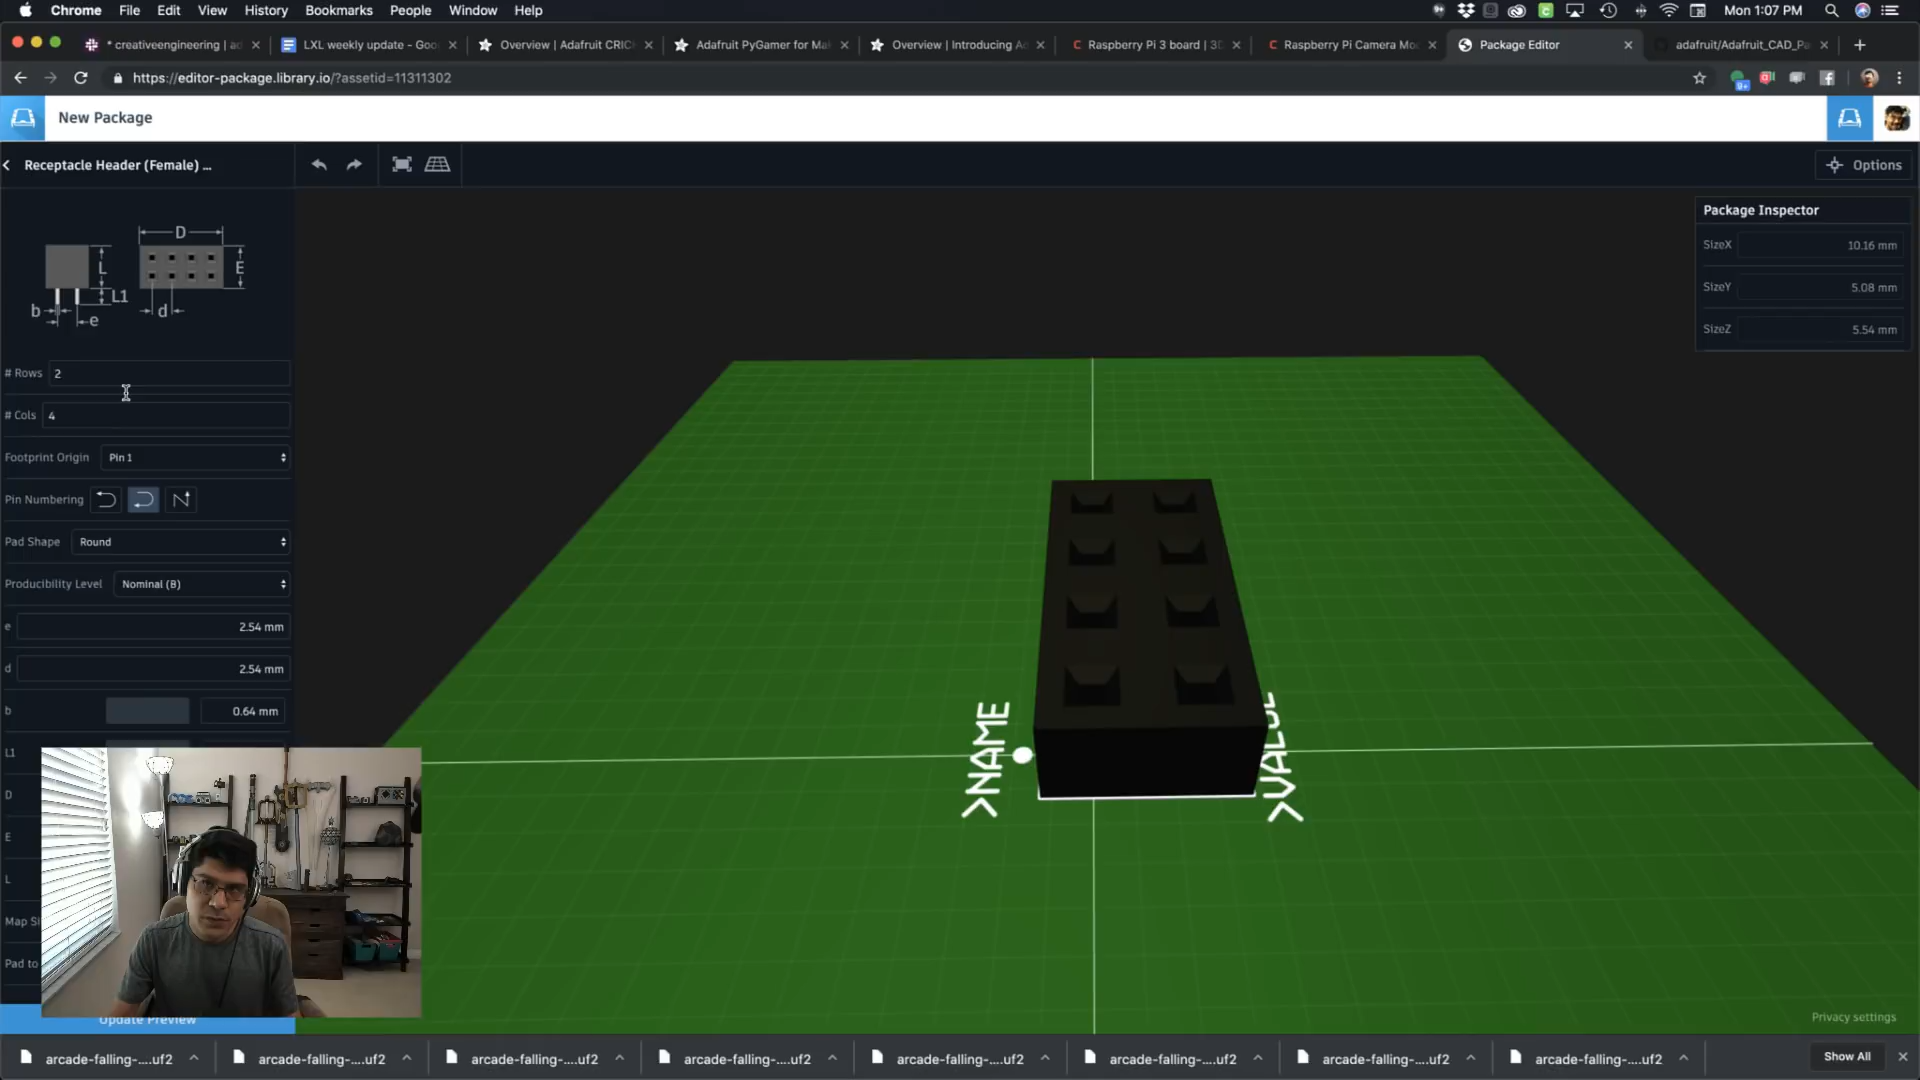 Chrome File Edit View History Bookmarks People Window Help
Mon 1:07 PM
* creativeengineering | ad
LXL weekly update - Goo
Overview | Adafruit CRIC
Adafruit PyGamer for Ma
Overview | Introducing A
Raspberry Pi 3 board | 3D
Raspberry Pi Camera Mo
Package Editor
adafruit/Adafruit_CAD_Pa
https://editor-package.library.io/?assetid=11311302
New Package
Receptacle Header (Female) ...
Options
Package Inspector
SizeX 10.16 mm
SizeY 5.08 mm
SizeZ 5.54 mm
D
L
E
L1
b
e
d
# Rows 2
# Cols 4
Footprint Origin Pin 1
Pin Numbering
Pad Shape Round
Producibility Level Nominal (B)
e 2.54 mm
d 2.54 mm
b 0.64 mm
L1
D
E
L
Map Si
Pad to
Update Preview
>NAME
>VALUE
Privacy settings
arcade-falling-....uf2
arcade-falling-....uf2
arcade-falling-....uf2
arcade-falling-....uf2
arcade-falling-....uf2
arcade-falling-....uf2
arcade-falling-....uf2
arcade-falling-....uf2
Show All